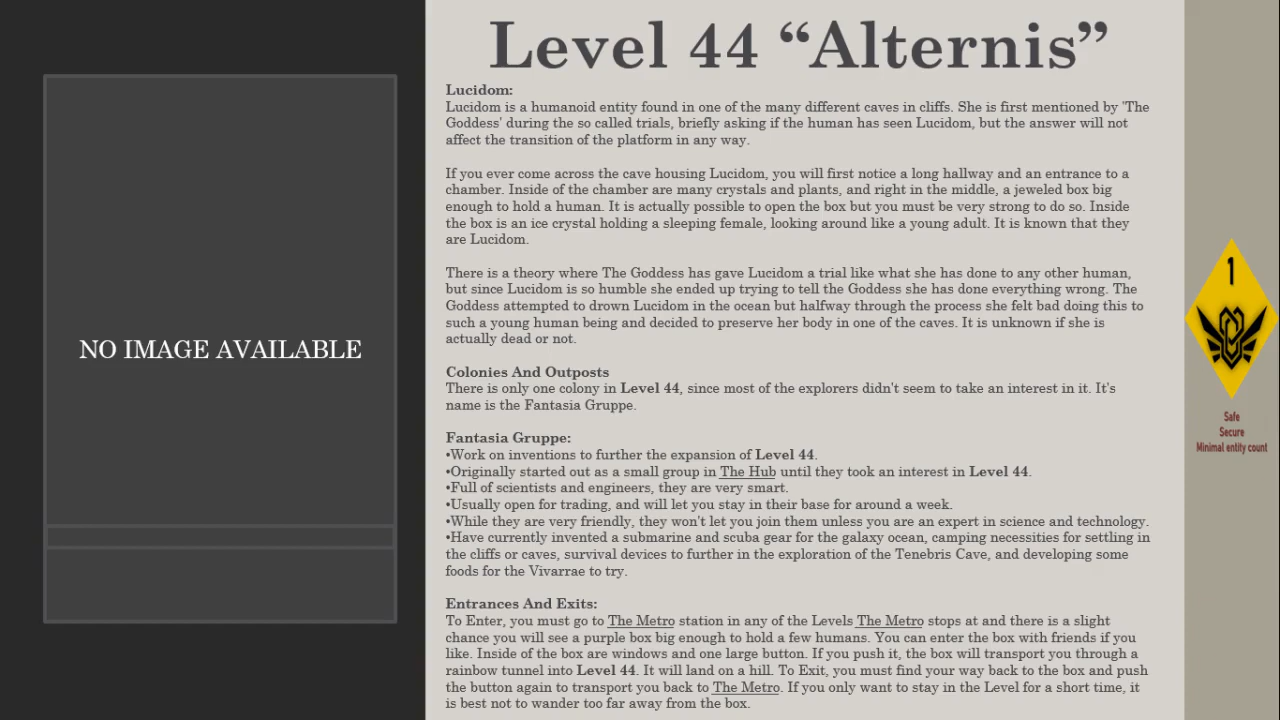 Level 44 “Alternis”
Lucidom:
Lucidom is a humanoid entity found in one of the many different caves in cliffs. She is first mentioned by 'The
Goddess' during the so called trials, briefly asking if the human has seen Lucidom, but the answer will not
affect the transition of the platform in any way.
If you ever come across the cave housing Lucidom, you will first notice a long hallway and an entrance to a
chamber. Inside of the chamber are many crystals and plants, and right in the middle, a jeweled box big
enough to hold a human. It is actually possible to open the box but you must be very strong to do so. Inside
the box is an ice crystal holding a sleeping female, looking around like a young adult. It is known that they
are Lucidom.
There is a theory where The Goddess has gave Lucidom a trial like what she has done to any other human,
but since Lucidom is so humble she ended up trying to tell the Goddess she has done everything wrong. The
Goddess attempted to drown Lucidom in the ocean but halfway through the process she felt bad doing this to
such a young human being and decided to preserve her body in one of the caves. It is unknown if she is
actually dead or not.
Colonies And Outposts
There is only one colony in Level 44, since most of the explorers didn't seem to take an interest in it. It's
name is the Fantasia Gruppe.
Fantasia Gruppe:
•Work on inventions to further the expansion of Level 44.
•Originally started out as a small group in The Hub until they took an interest in Level 44.
•Full of scientists and engineers, they are very smart.
•Usually open for trading, and will let you stay in their base for around a week.
•While they are very friendly, they won't let you join them unless you are an expert in science and technology.
•Have currently invented a submarine and scuba gear for the galaxy ocean, camping necessities for settling in
the cliffs or caves, survival devices to further in the exploration of the Tenebris Cave, and developing some
foods for the Vivarrae to try.
Entrances And Exits:
To Enter, you must go to The Metro station in any of the Levels The Metro stops at and there is a slight
chance you will see a purple box big enough to hold a few humans. You can enter the box with friends if you
like. Inside of the box are windows and one large button. If you push it, the box will transport you through a
rainbow tunnel into Level 44. It will land on a hill. To Exit, you must find your way back to the box and push
the button again to transport you back to The Metro. If you only want to stay in the Level for a short time, it
is best not to wander too far away from the box.
NO IMAGE AVAILABLE
1
Safe
Secure
Minimal entity count